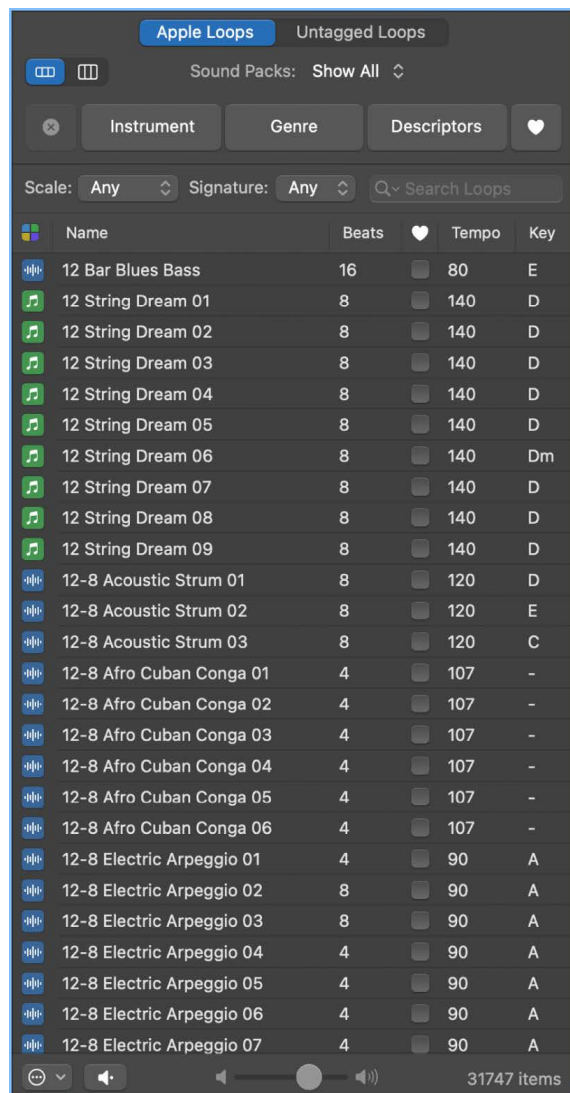 Apple Loops Untagged Loops
Sound Packs: Show All
Instrument Genre Descriptors
Scale: Any Signature: Any Search Loops
Name Beats Tempo Key
12 Bar Blues Bass 16 80 E
12 String Dream 01 8 140 D
12 String Dream 02 8 140 D
12 String Dream 03 8 140 D
12 String Dream 04 8 140 D
12 String Dream 05 8 140 D
12 String Dream 06 8 140 Dm
12 String Dream 07 8 140 D
12 String Dream 08 8 140 D
12 String Dream 09 8 140 D
12-8 Acoustic Strum 01 8 120 D
12-8 Acoustic Strum 02 8 120 E
12-8 Acoustic Strum 03 8 120 C
12-8 Afro Cuban Conga 01 4 107 -
12-8 Afro Cuban Conga 02 4 107 -
12-8 Afro Cuban Conga 03 4 107 -
12-8 Afro Cuban Conga 04 4 107 -
12-8 Afro Cuban Conga 05 4 107 -
12-8 Afro Cuban Conga 06 4 107 -
12-8 Electric Arpeggio 01 4 90 A
12-8 Electric Arpeggio 02 8 90 A
12-8 Electric Arpeggio 03 8 90 A
12-8 Electric Arpeggio 04 4 90 A
12-8 Electric Arpeggio 05 4 90 A
12-8 Electric Arpeggio 06 4 90 A
12-8 Electric Arpeggio 07 4 90 A
31747 items